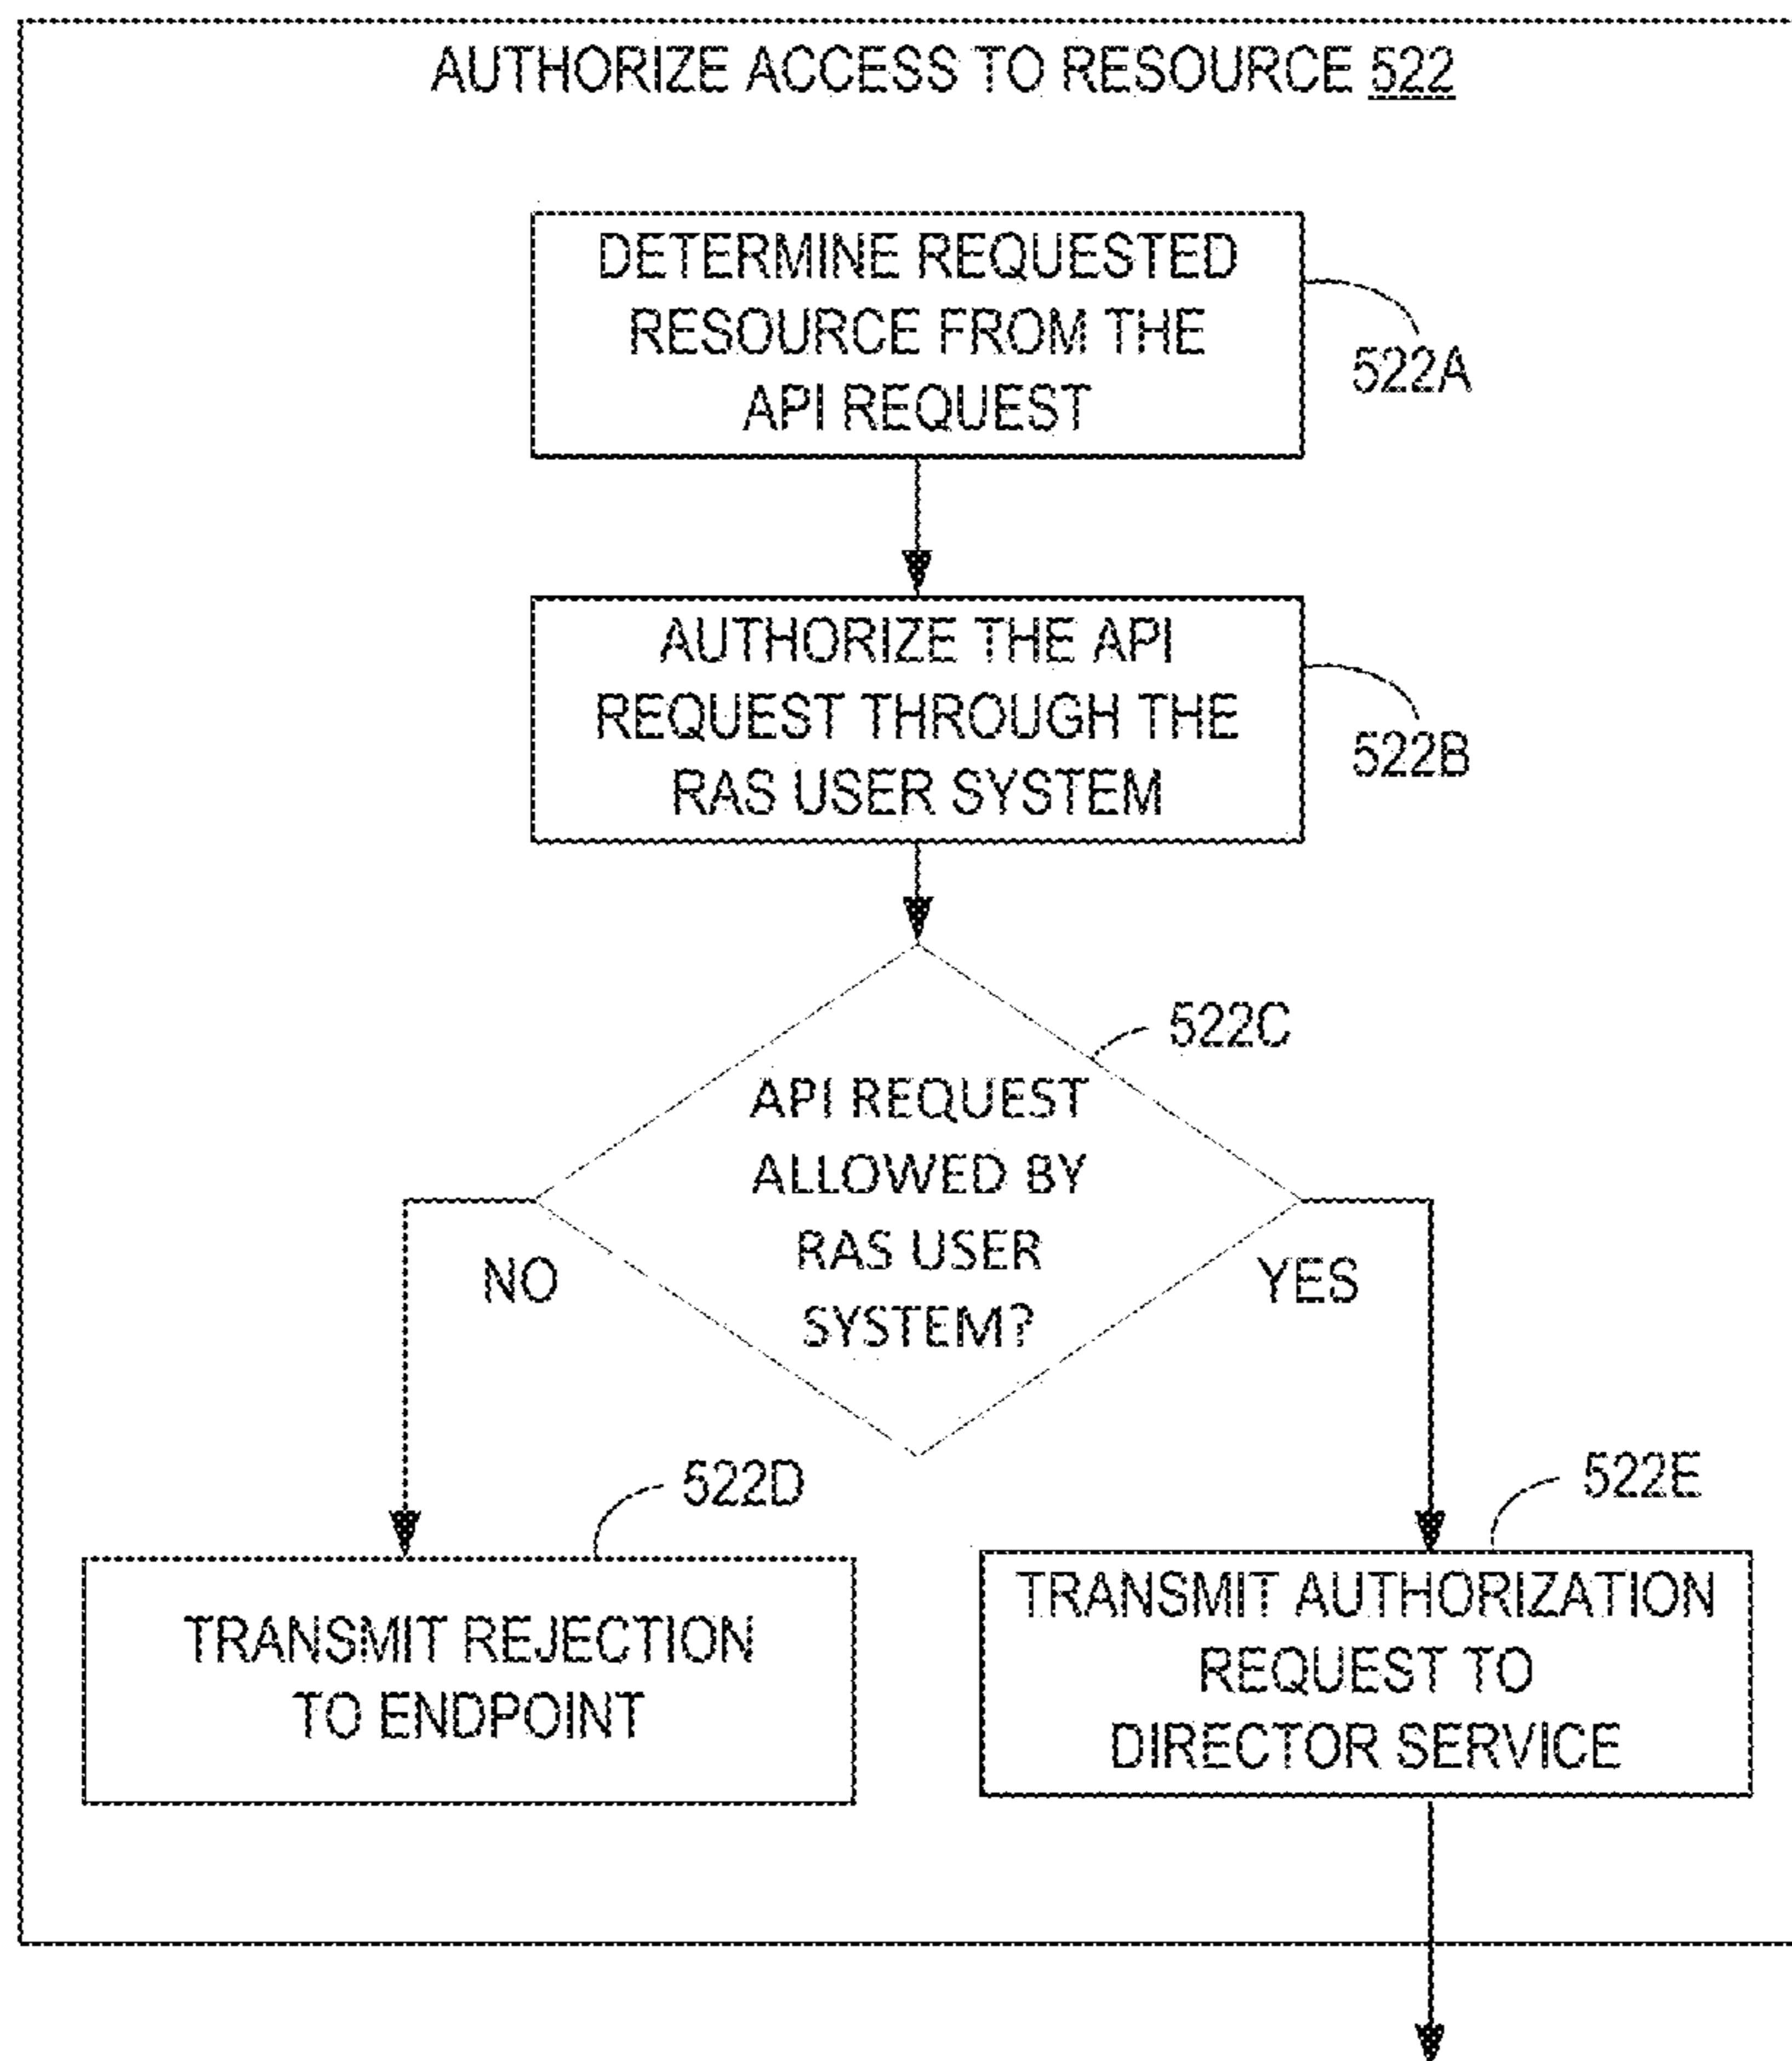 AUTHORIZE ACCESS TO RESOURCE 522
DETERMINE REQUESTED
RESOURCE FROM THE
API REQUEST
522A
AUTHORIZE THE API
REQUEST THROUGH THE
RAS USER SYSTEM
522B
522C
API REQUEST
ALLOWED BY
RAS USER
SYSTEM?
NO
YES
522D
TRANSMIT REJECTION
TO ENDPOINT
522E
TRANSMIT AUTHORIZATION
REQUEST TO
DIRECTOR SERVICE